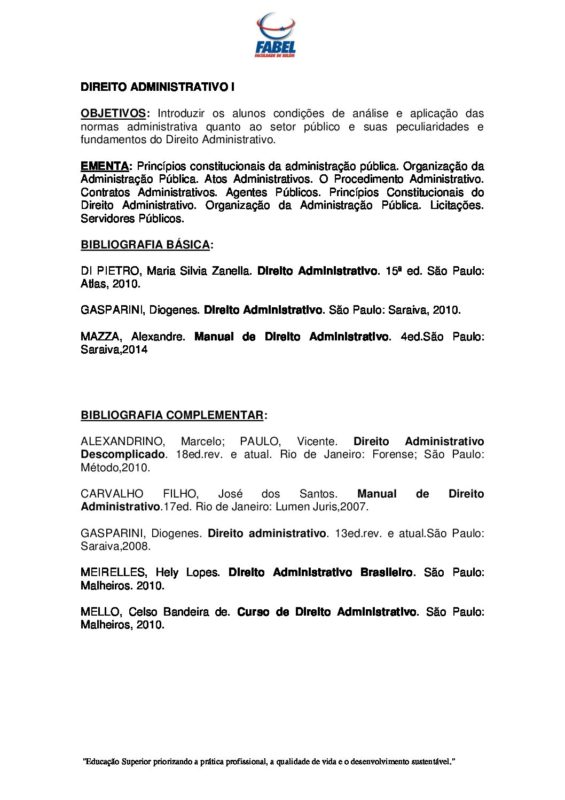 FABEL
FACULDADE DE BELÉM
DIREITO ADMINISTRATIVO I
OBJETIVOS: Introduzir os alunos condições de análise e aplicação das
normas administrativa quanto ao setor público e suas peculiaridades e
fundamentos do Direito Administrativo.
EMENTA: Princípios constitucionais da administração pública. Organização da
Administração Pública. Atos Administrativos. O Procedimento Administrativo.
Contratos Administrativos. Agentes Públicos. Princípios Constitucionais do
Direito Administrativo. Organização da Administração Pública. Licitações.
Servidores Públicos.
BIBLIOGRAFIA BÁSICA:
DI PIETRO, Maria Silvia Zanella. Direito Administrativo. 15ª ed. São Paulo:
Atlas, 2010.
GASPARINI, Diogenes. Direito Administrativo. São Paulo: Saraiva, 2010.
MAZZA, Alexandre. Manual de Direito Administrativo. 4ed.São Paulo:
Saraiva,2014
BIBLIOGRAFIA COMPLEMENTAR:
ALEXANDRINO, Marcelo; PAULO, Vicente. Direito Administrativo
Descomplicado. 18ed.rev. e atual. Rio de Janeiro: Forense; São Paulo:
Método,2010.
CARVALHO FILHO, José dos Santos. Manual de Direito
Administrativo.17ed. Rio de Janeiro: Lumen Juris,2007.
GASPARINI, Diogenes. Direito administrativo. 13ed.rev. e atual.São Paulo:
Saraiva,2008.
MEIRELLES, Hely Lopes. Direito Administrativo Brasileiro. São Paulo:
Malheiros. 2010.
MELLO, Celso Bandeira de. Curso de Direito Administrativo. São Paulo:
Malheiros, 2010.
"Educação Superior priorizando a prática profissional, a qualidade de vida e o desenvolvimento sustentável."